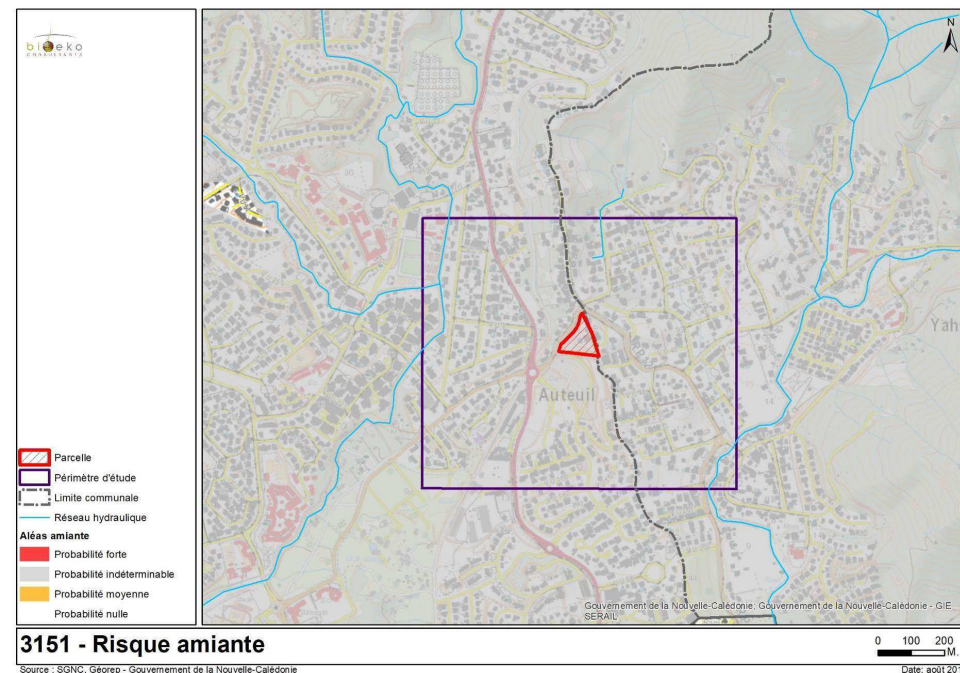 bioeko
CONSULTANTS
N
Auteuil
Yah
Parcelle
Périmètre d'étude
Limite communale
Réseau hydraulique
Aléas amiante
Probabilité forte
Probabilité indéterminable
Probabilité moyenne
Probabilité nulle
Gouvernement de la Nouvelle-Calédonie; Gouvernement de la Nouvelle-Calédonie - GIE
SERAIL
3151 - Risque amiante
0 100 200
M.
Source : SGNC, Géorep - Gouvernement de la Nouvelle-Calédonie
Date: août 201